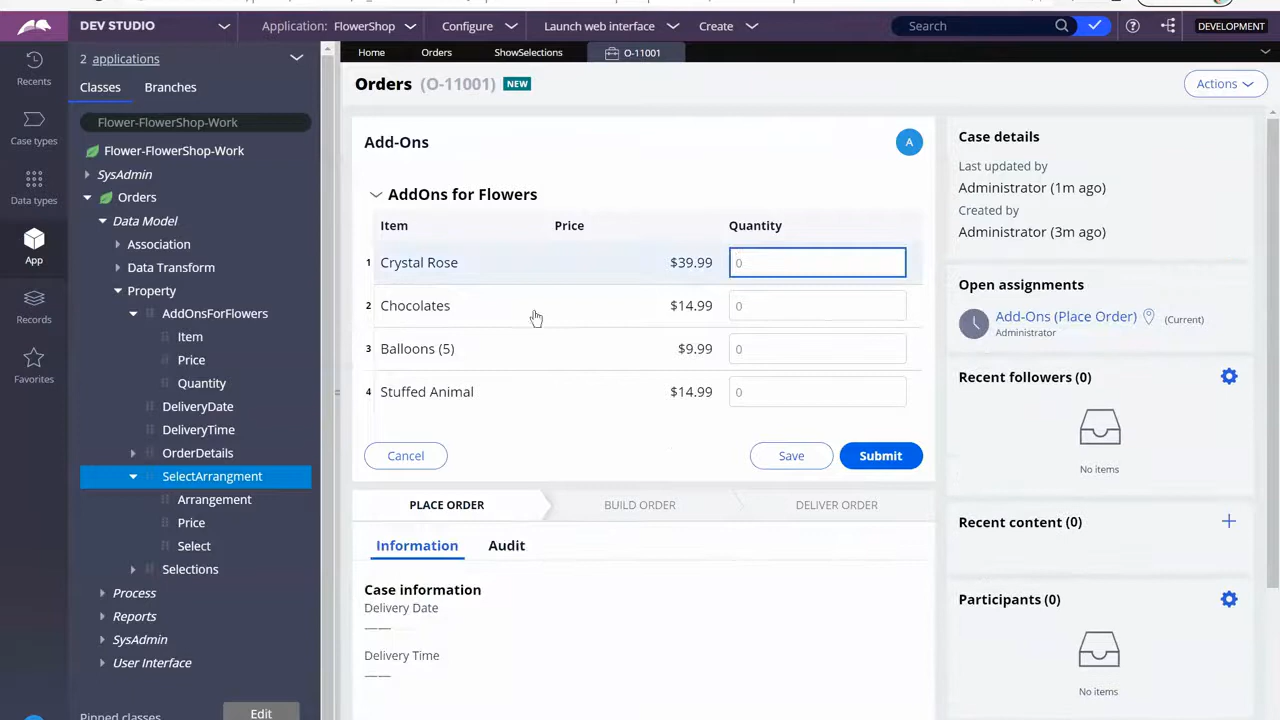 DEV STUDIO
Application: FlowerShop
Configure
Launch web interface
Create
Search
DEVELOPMENT
Recents
Case types
Data types
App
Records
Favorites
2 applications
Classes
Branches
Flower-FlowerShop-Work
Flower-FlowerShop-Work
SysAdmin
Orders
Data Model
Association
Data Transform
Property
AddOnsForFlowers
Item
Price
Quantity
DeliveryDate
DeliveryTime
OrderDetails
SelectArrangment
Arrangement
Price
Select
Selections
Process
Reports
SysAdmin
User Interface
Pinned classes
Edit
Home
Orders
ShowSelections
O-11001
Orders (O-11001) NEW
Actions
Add-Ons
A
AddOns for Flowers
Item Price Quantity
1 Crystal Rose $39.99 0
2 Chocolates $14.99 0
3 Balloons (5) $9.99 0
4 Stuffed Animal $14.99 0
Cancel
Save
Submit
PLACE ORDER
BUILD ORDER
DELIVER ORDER
Information
Audit
Case information
Delivery Date
——
Delivery Time
——
Case details
Last updated by
Administrator (1m ago)
Created by
Administrator (3m ago)
Open assignments
Add-Ons (Place Order) (Current)
Administrator
Recent followers (0)
No items
Recent content (0)
Participants (0)
No items